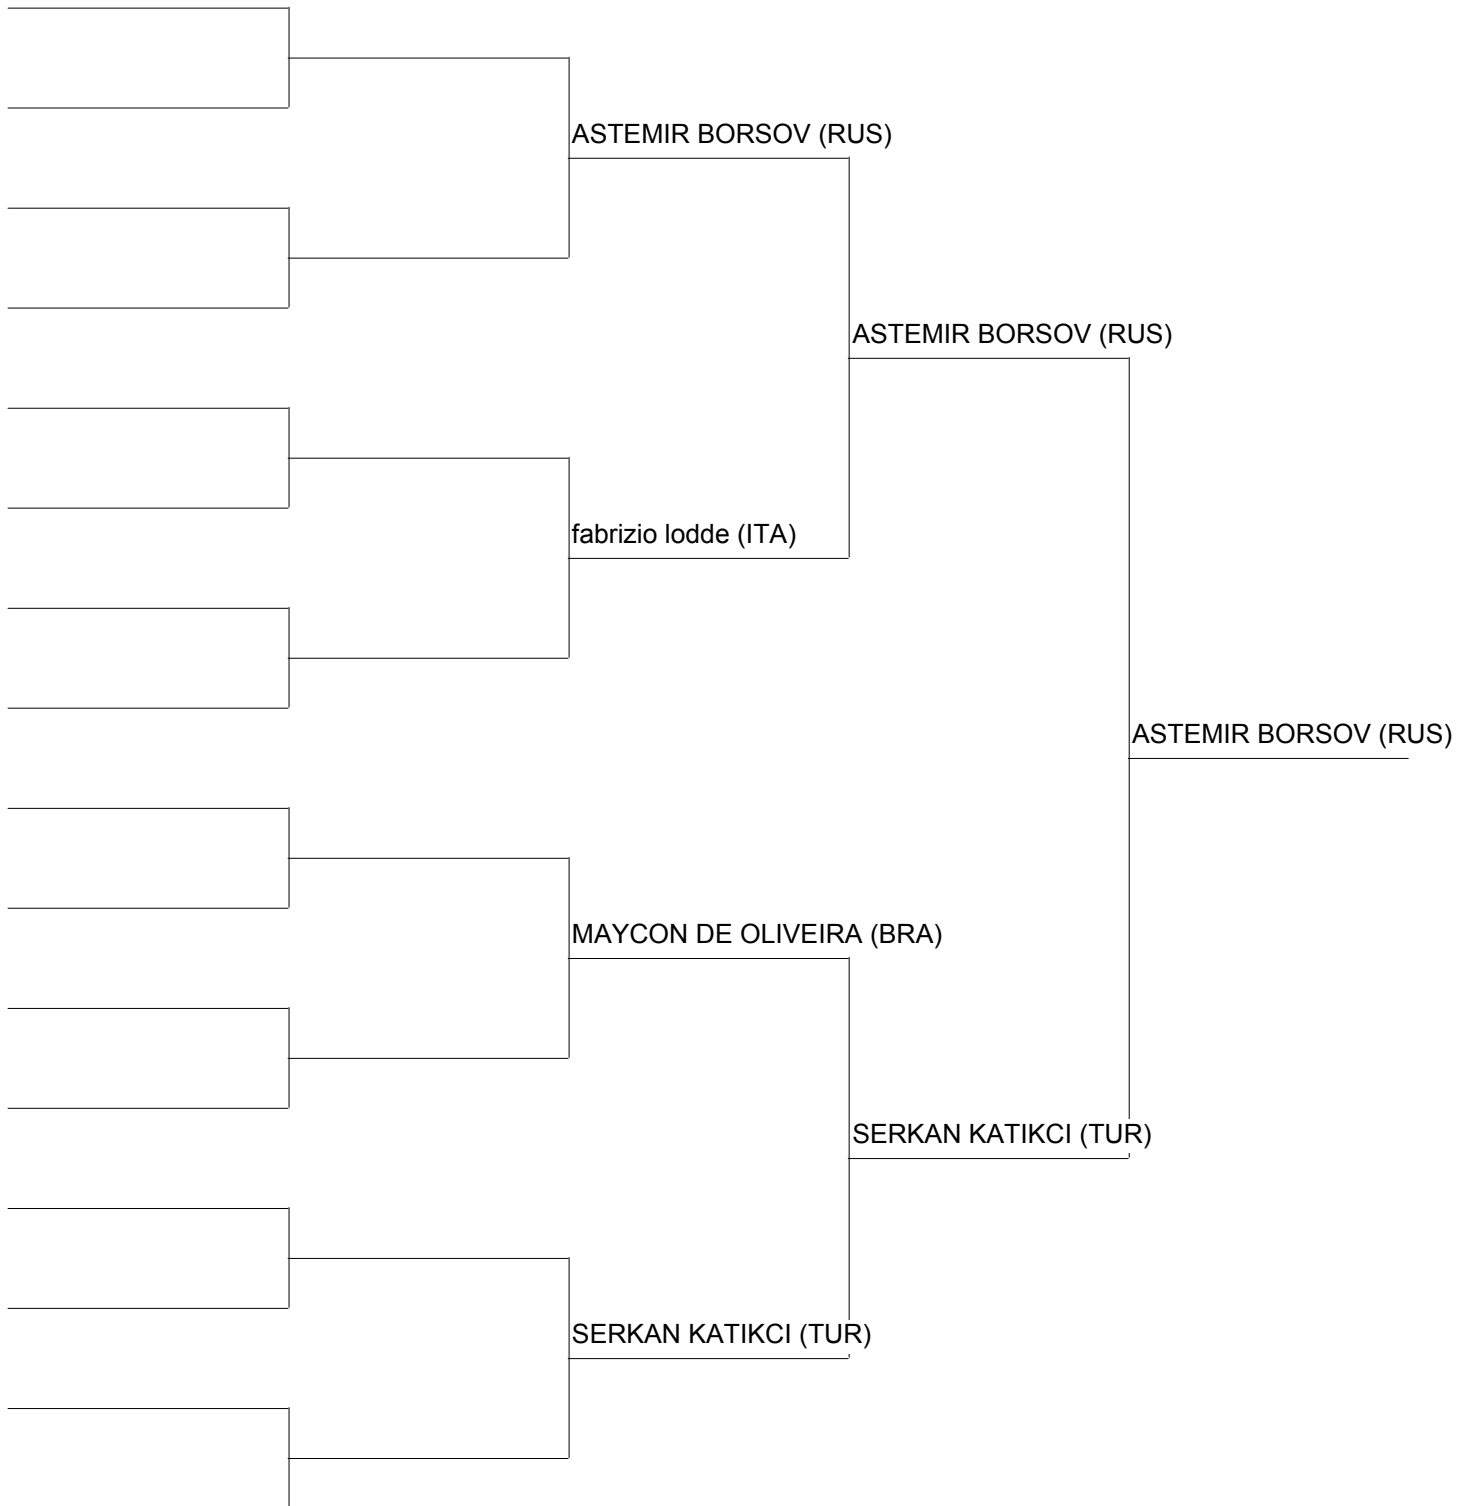 ASTEMIR BORSOV (RUS)
ASTEMIR BORSOV (RUS)
fabrizio lodde (ITA)
ASTEMIR BORSOV (RUS)
MAYCON DE OLIVEIRA (BRA)
SERKAN KATIKCI (TUR)
SERKAN KATIKCI (TUR)